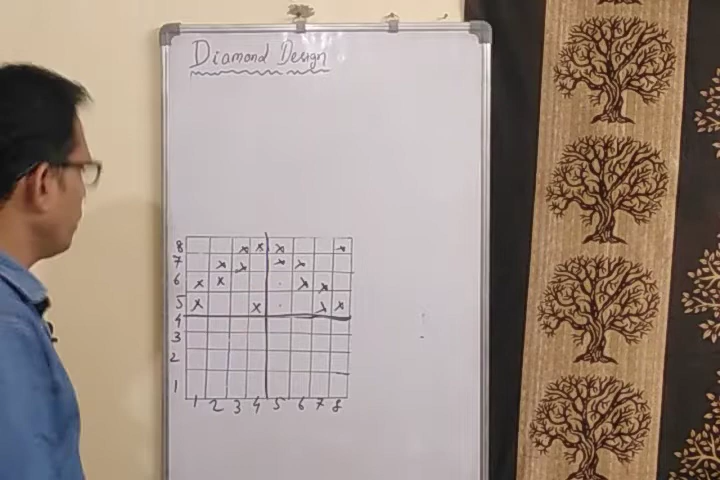 Diamond Design
8 x x x x
7 x x x x
6 x x x x
5 x x x x
4
3
2
1
1 2 3 4 5 6 7 8